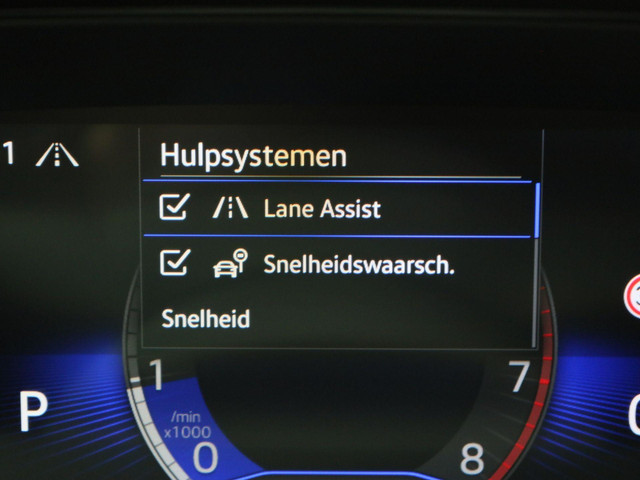 1
Hulpsystemen
Lane Assist
Snelheidswaarsch.
Snelheid
1 7
P
/min
x1000
0 8